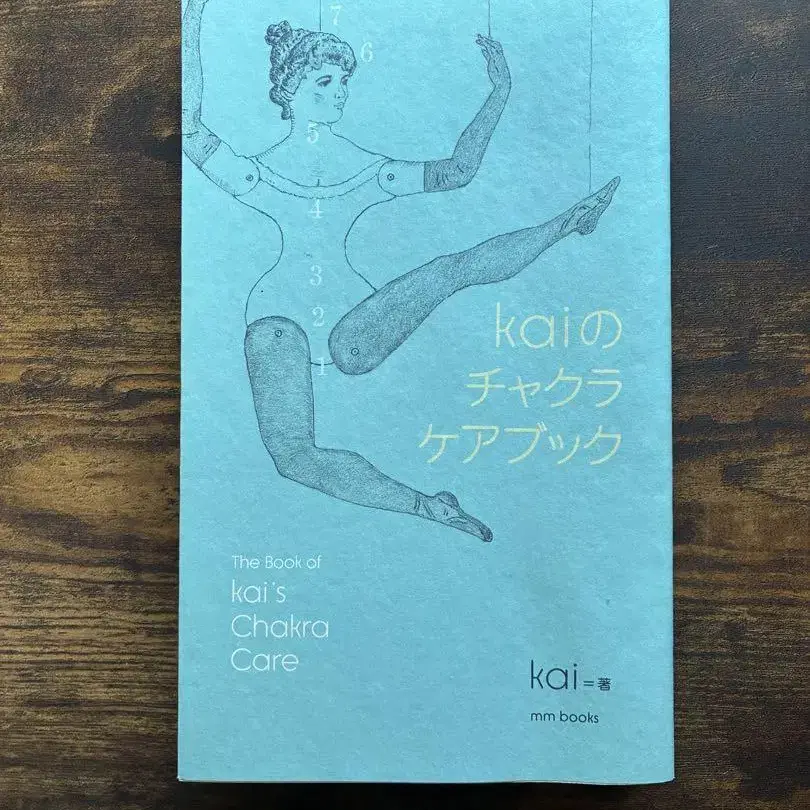 7
6
5
4
3
2
1
kaiの
チャクラ
ケアブック
The Book of
kai's
Chakra
Care
kai=著
mm books